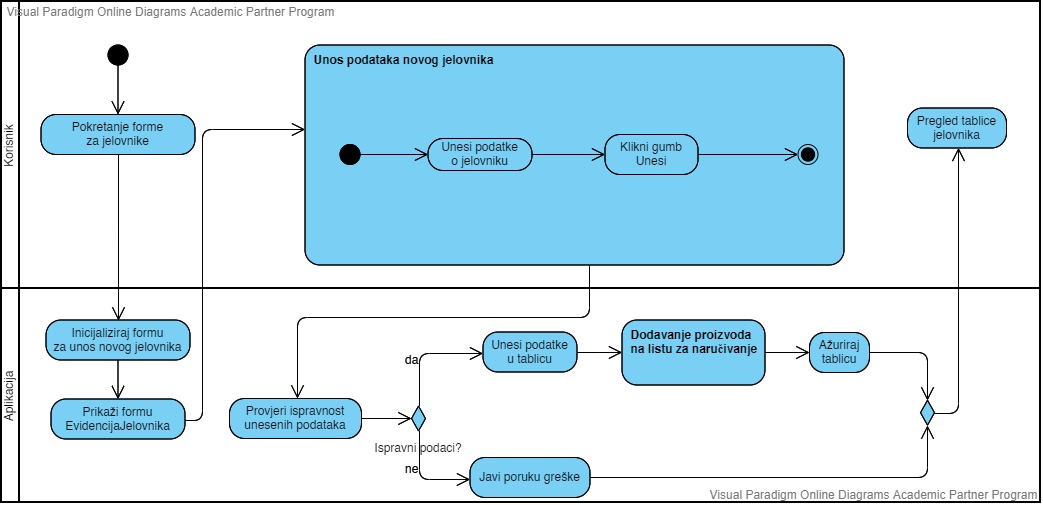 Visual Paradigm Online Diagrams Academic Partner Program
Korisnik
Pokretanje forme
za jelovnike
Unos podataka novog jelovnika
Unesi podatke
o jelovniku
Klikni gumb
Unesi
Pregled tablice
jelovnika
Aplikacija
Inicijaliziraj formu
za unos novog jelovnika
Prikaži formu
EvidencijaJelovnika
Provjeri ispravnost
unesenih podataka
Ispravni podaci?
da
Unesi podatke
u tablicu
Dodavanje proizvoda
na listu za naručivanje
Ažuriraj
tablicu
ne
Javi poruku greške
Visual Paradigm Online Diagrams Academic Partner Program